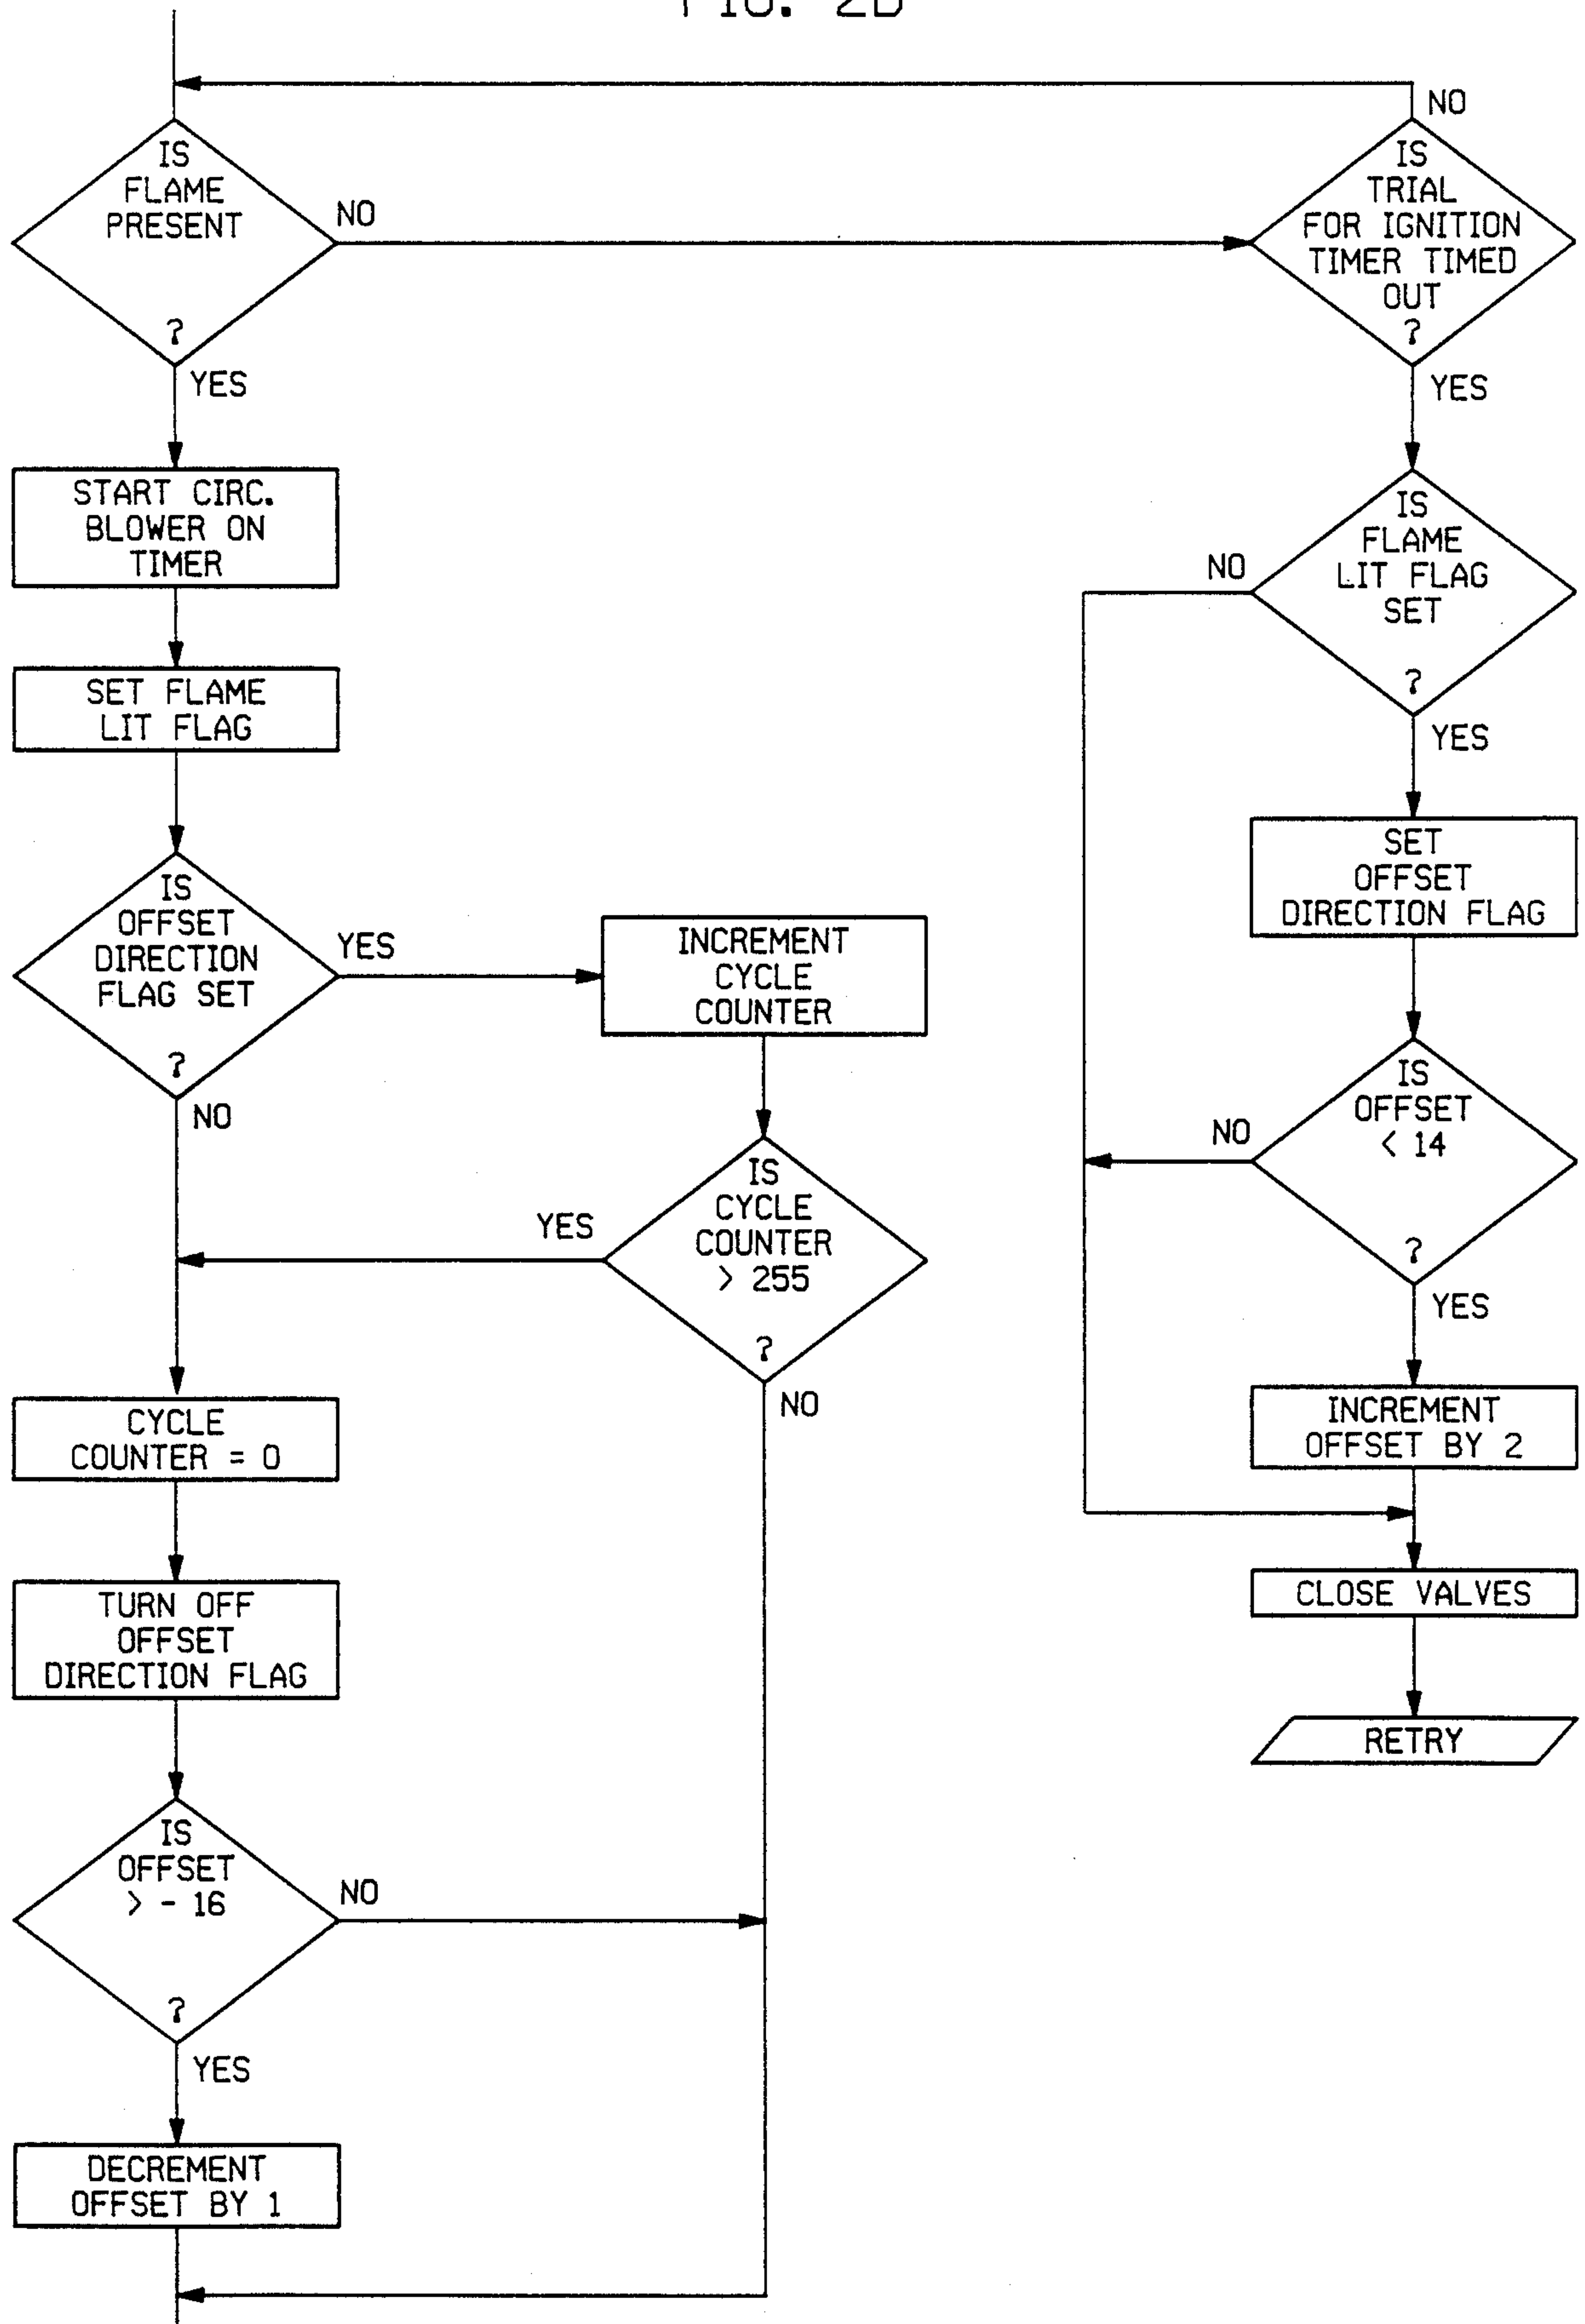 FIG. 2B
NO
IS
FLAME
PRESENT
?
NO
YES
IS
TRIAL
FOR IGNITION
TIMER TIMED
OUT
?
YES
START CIRC.
BLOWER ON
TIMER
SET FLAME
LIT FLAG
IS
FLAME
LIT FLAG
SET
?
NO
YES
IS
OFFSET
DIRECTION
FLAG SET
?
YES
NO
INCREMENT
CYCLE
COUNTER
SET
OFFSET
DIRECTION FLAG
IS
CYCLE
COUNTER
> 255
?
YES
NO
IS
OFFSET
< 14
?
NO
YES
CYCLE
COUNTER = 0
INCREMENT
OFFSET BY 2
TURN OFF
OFFSET
DIRECTION FLAG
CLOSE VALVES
RETRY
IS
OFFSET
> - 16
?
NO
YES
DECREMENT
OFFSET BY 1